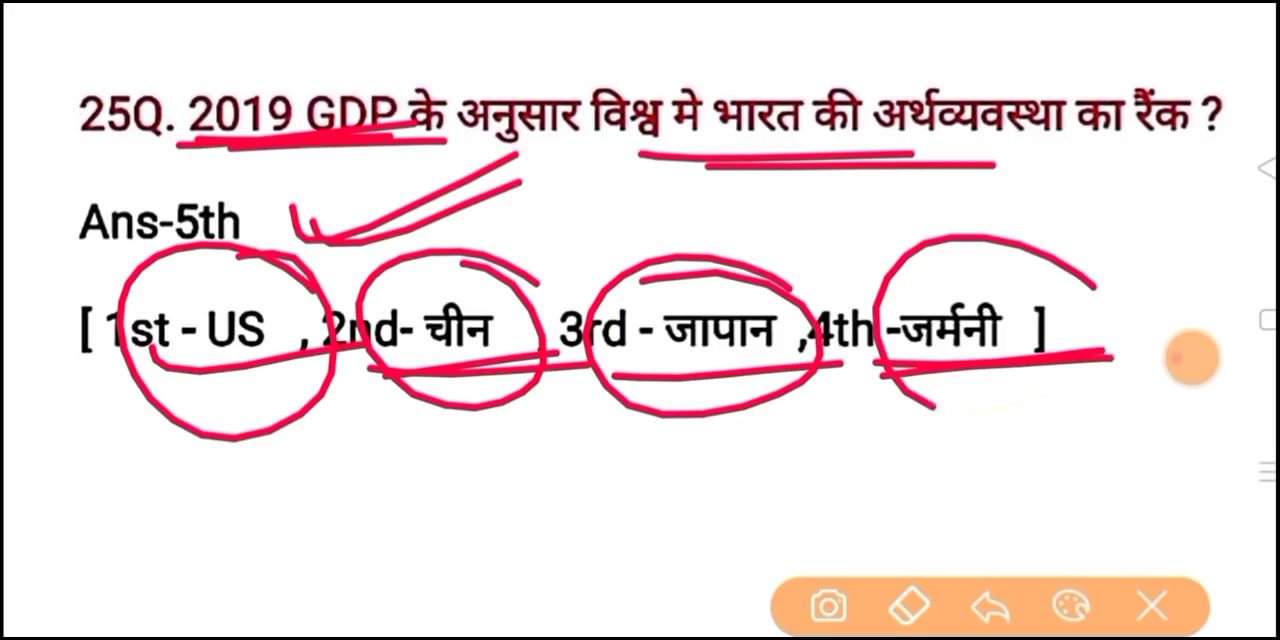 25Q. 2019 GDP के अनुसार विश्व मे भारत की अर्थव्यवस्था का रैंक ?
Ans-5th
[ 1st - US , 2nd- चीन 3rd - जापान ,4th -जर्मनी ]